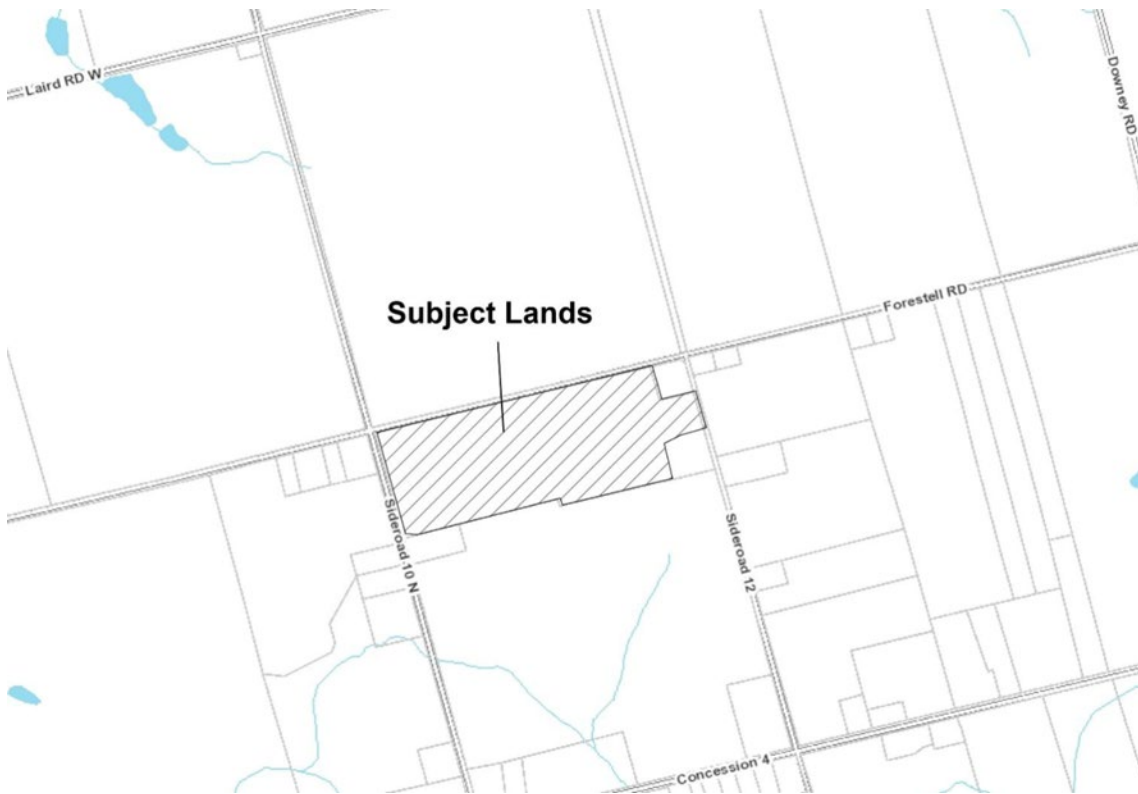 Laird RD W
Downey RD
Forestell RD
Subject Lands
Sideroad 10 N
Sideroad 12
Concession 4